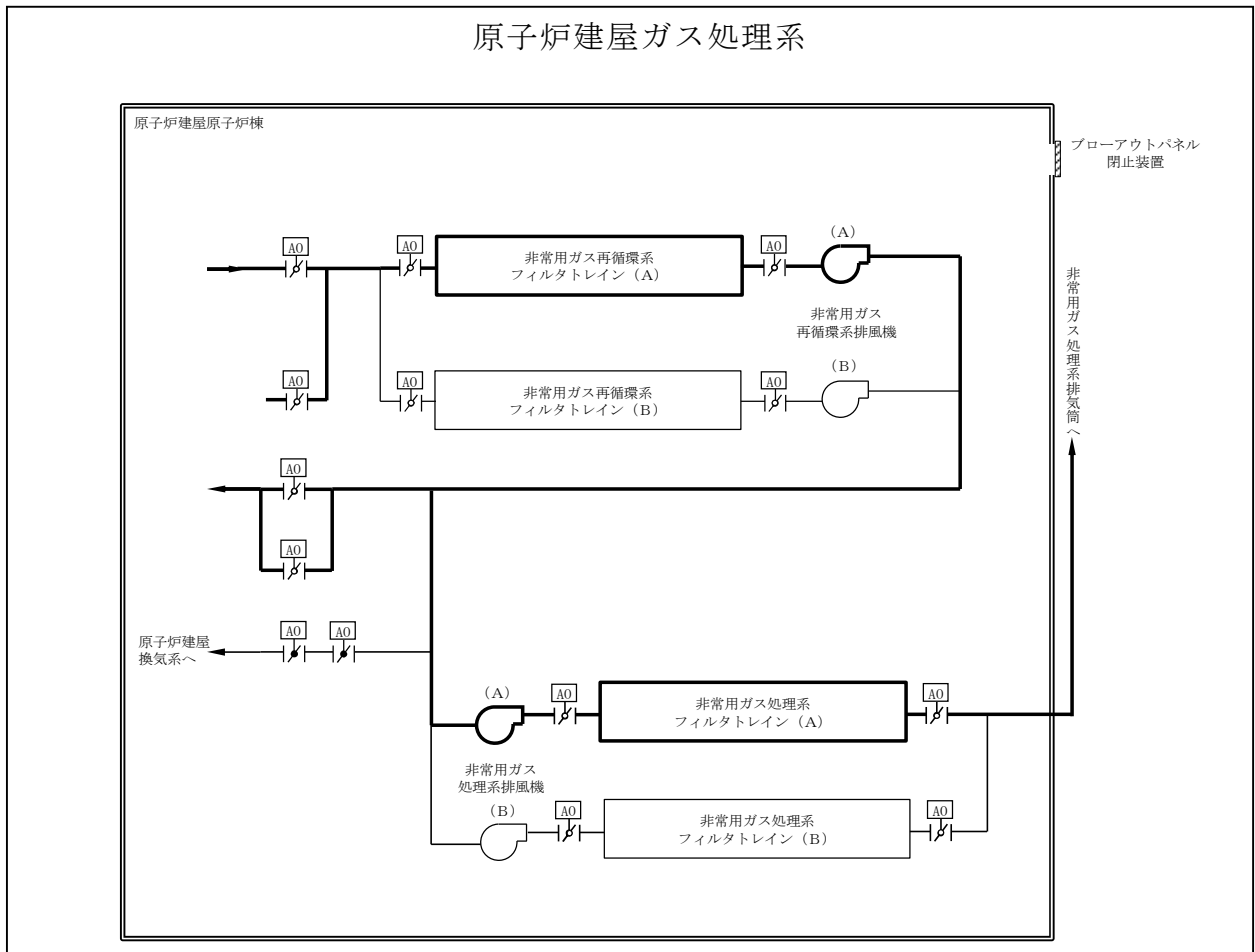 原子炉建屋ガス処理系
原子炉建屋原子炉棟
ブローアウトパネル
閉止装置
AO
AO
AO
(A)
非常用ガス再循環系
フィルタトレイン(A)
非常用ガス
再循環系排風機
AO
AO
AO
(B)
非常用ガス再循環系
フィルタトレイン(B)
非常用ガス処理系排気筒へ
AO
AO
AO
AO
原子炉建屋
換気系へ
(A)
AO
AO
非常用ガス処理系
フィルタトレイン(A)
非常用ガス
処理系排風機
(B)
AO
AO
非常用ガス処理系
フィルタトレイン(B)